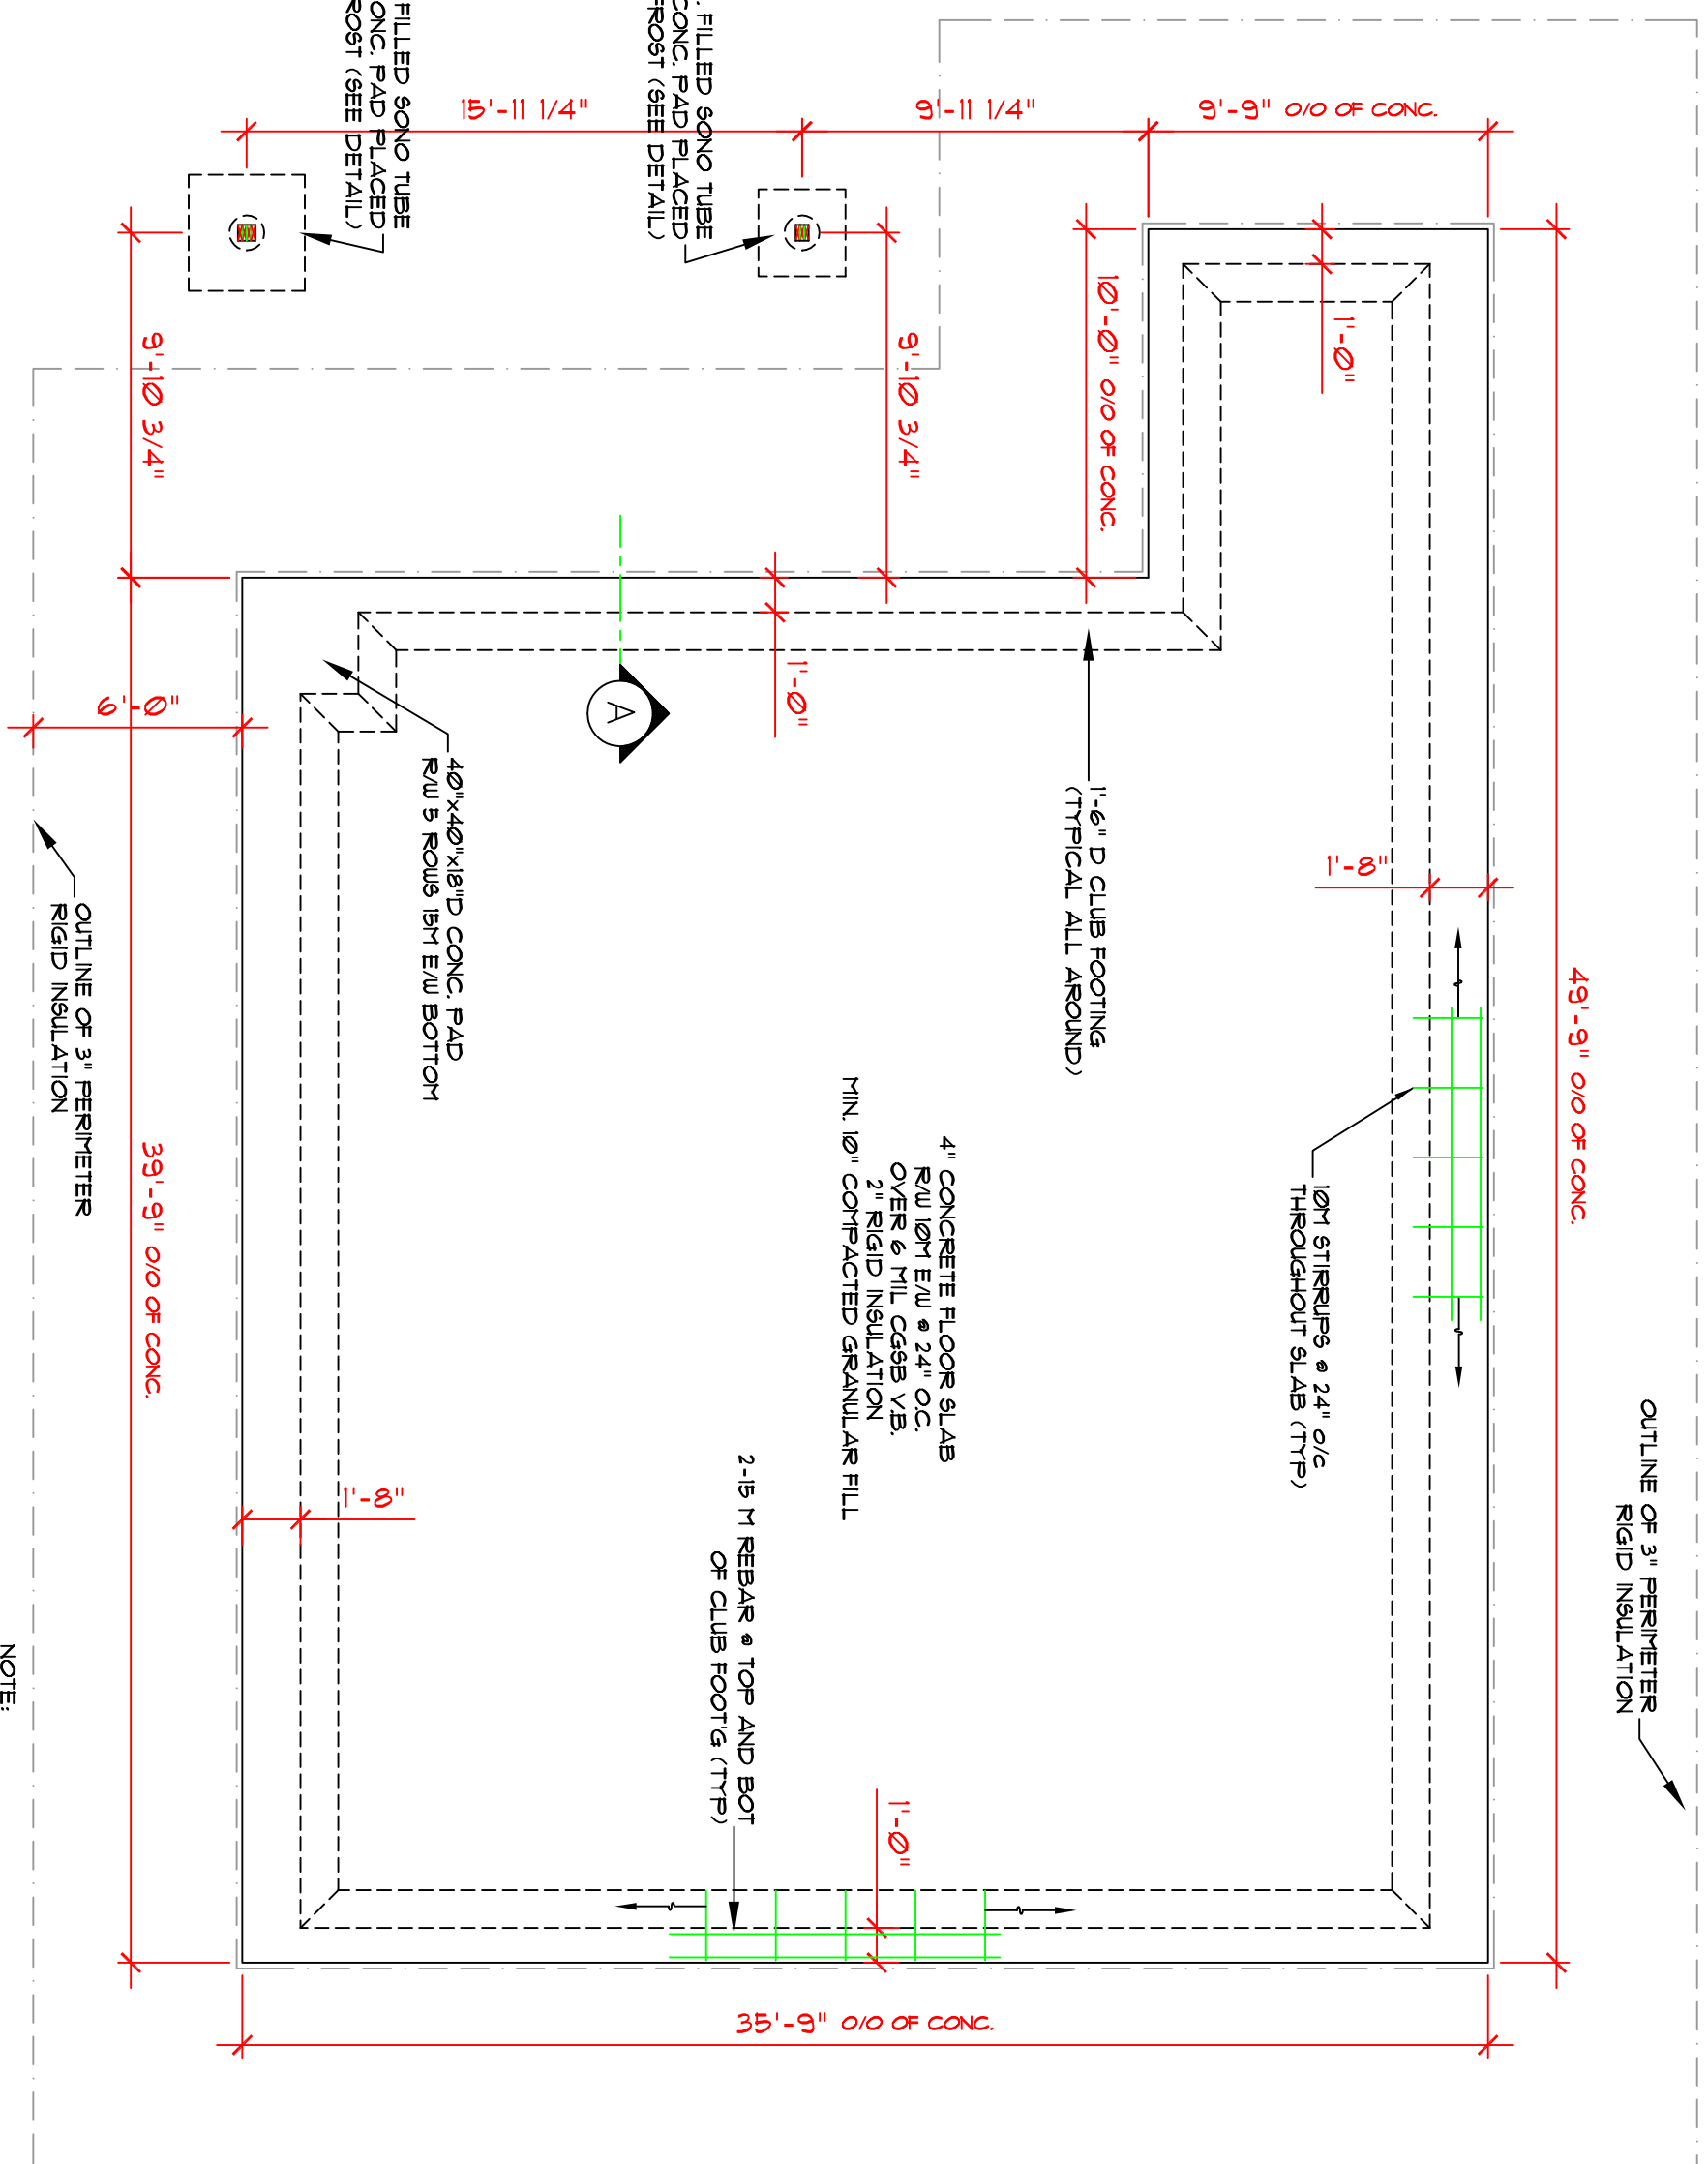 49'-9" O/O OF CONC.
OUTLINE OF 3" PERIMETER
RIGID INSULATION
9'-9" O/O OF CONC.
9'-11 1/4"
15'-11 1/4"
. FILLED SONO TUBE
CONC. PAD PLACED
FROST (SEE DETAIL)
FILLED SONO TUBE
ONC. PAD PLACED
ROST (SEE DETAIL)
1'-0"
10'-0" O/O OF CONC.
9'-10 3/4"
9'-10 3/4"
1'-8"
10M STIRRUPS @ 24" O/C
THROUGHOUT SLAB (TYP)
1'-6" D CLUB FOOTING
(TYPICAL ALL AROUND)
1'-0"
A
6'-0"
40"x40"x18"D CONC. PAD
R/W 5 ROWS 15M E/W BOTTOM
4" CONCRETE FLOOR SLAB
R/W 10M E/W @ 24" O.C.
OVER 6 MIL CGSB V.B.
2" RIGID INSULATION
MIN. 10" COMPACTED GRANULAR FILL
2-15 M REBAR @ TOP AND BOT
OF CLUB FOOT'G (TYP)
1'-0"
1'-8"
39'-9" O/O OF CONC.
OUTLINE OF 3" PERIMETER
RIGID INSULATION
35'-9" O/O OF CONC.
NOTE: